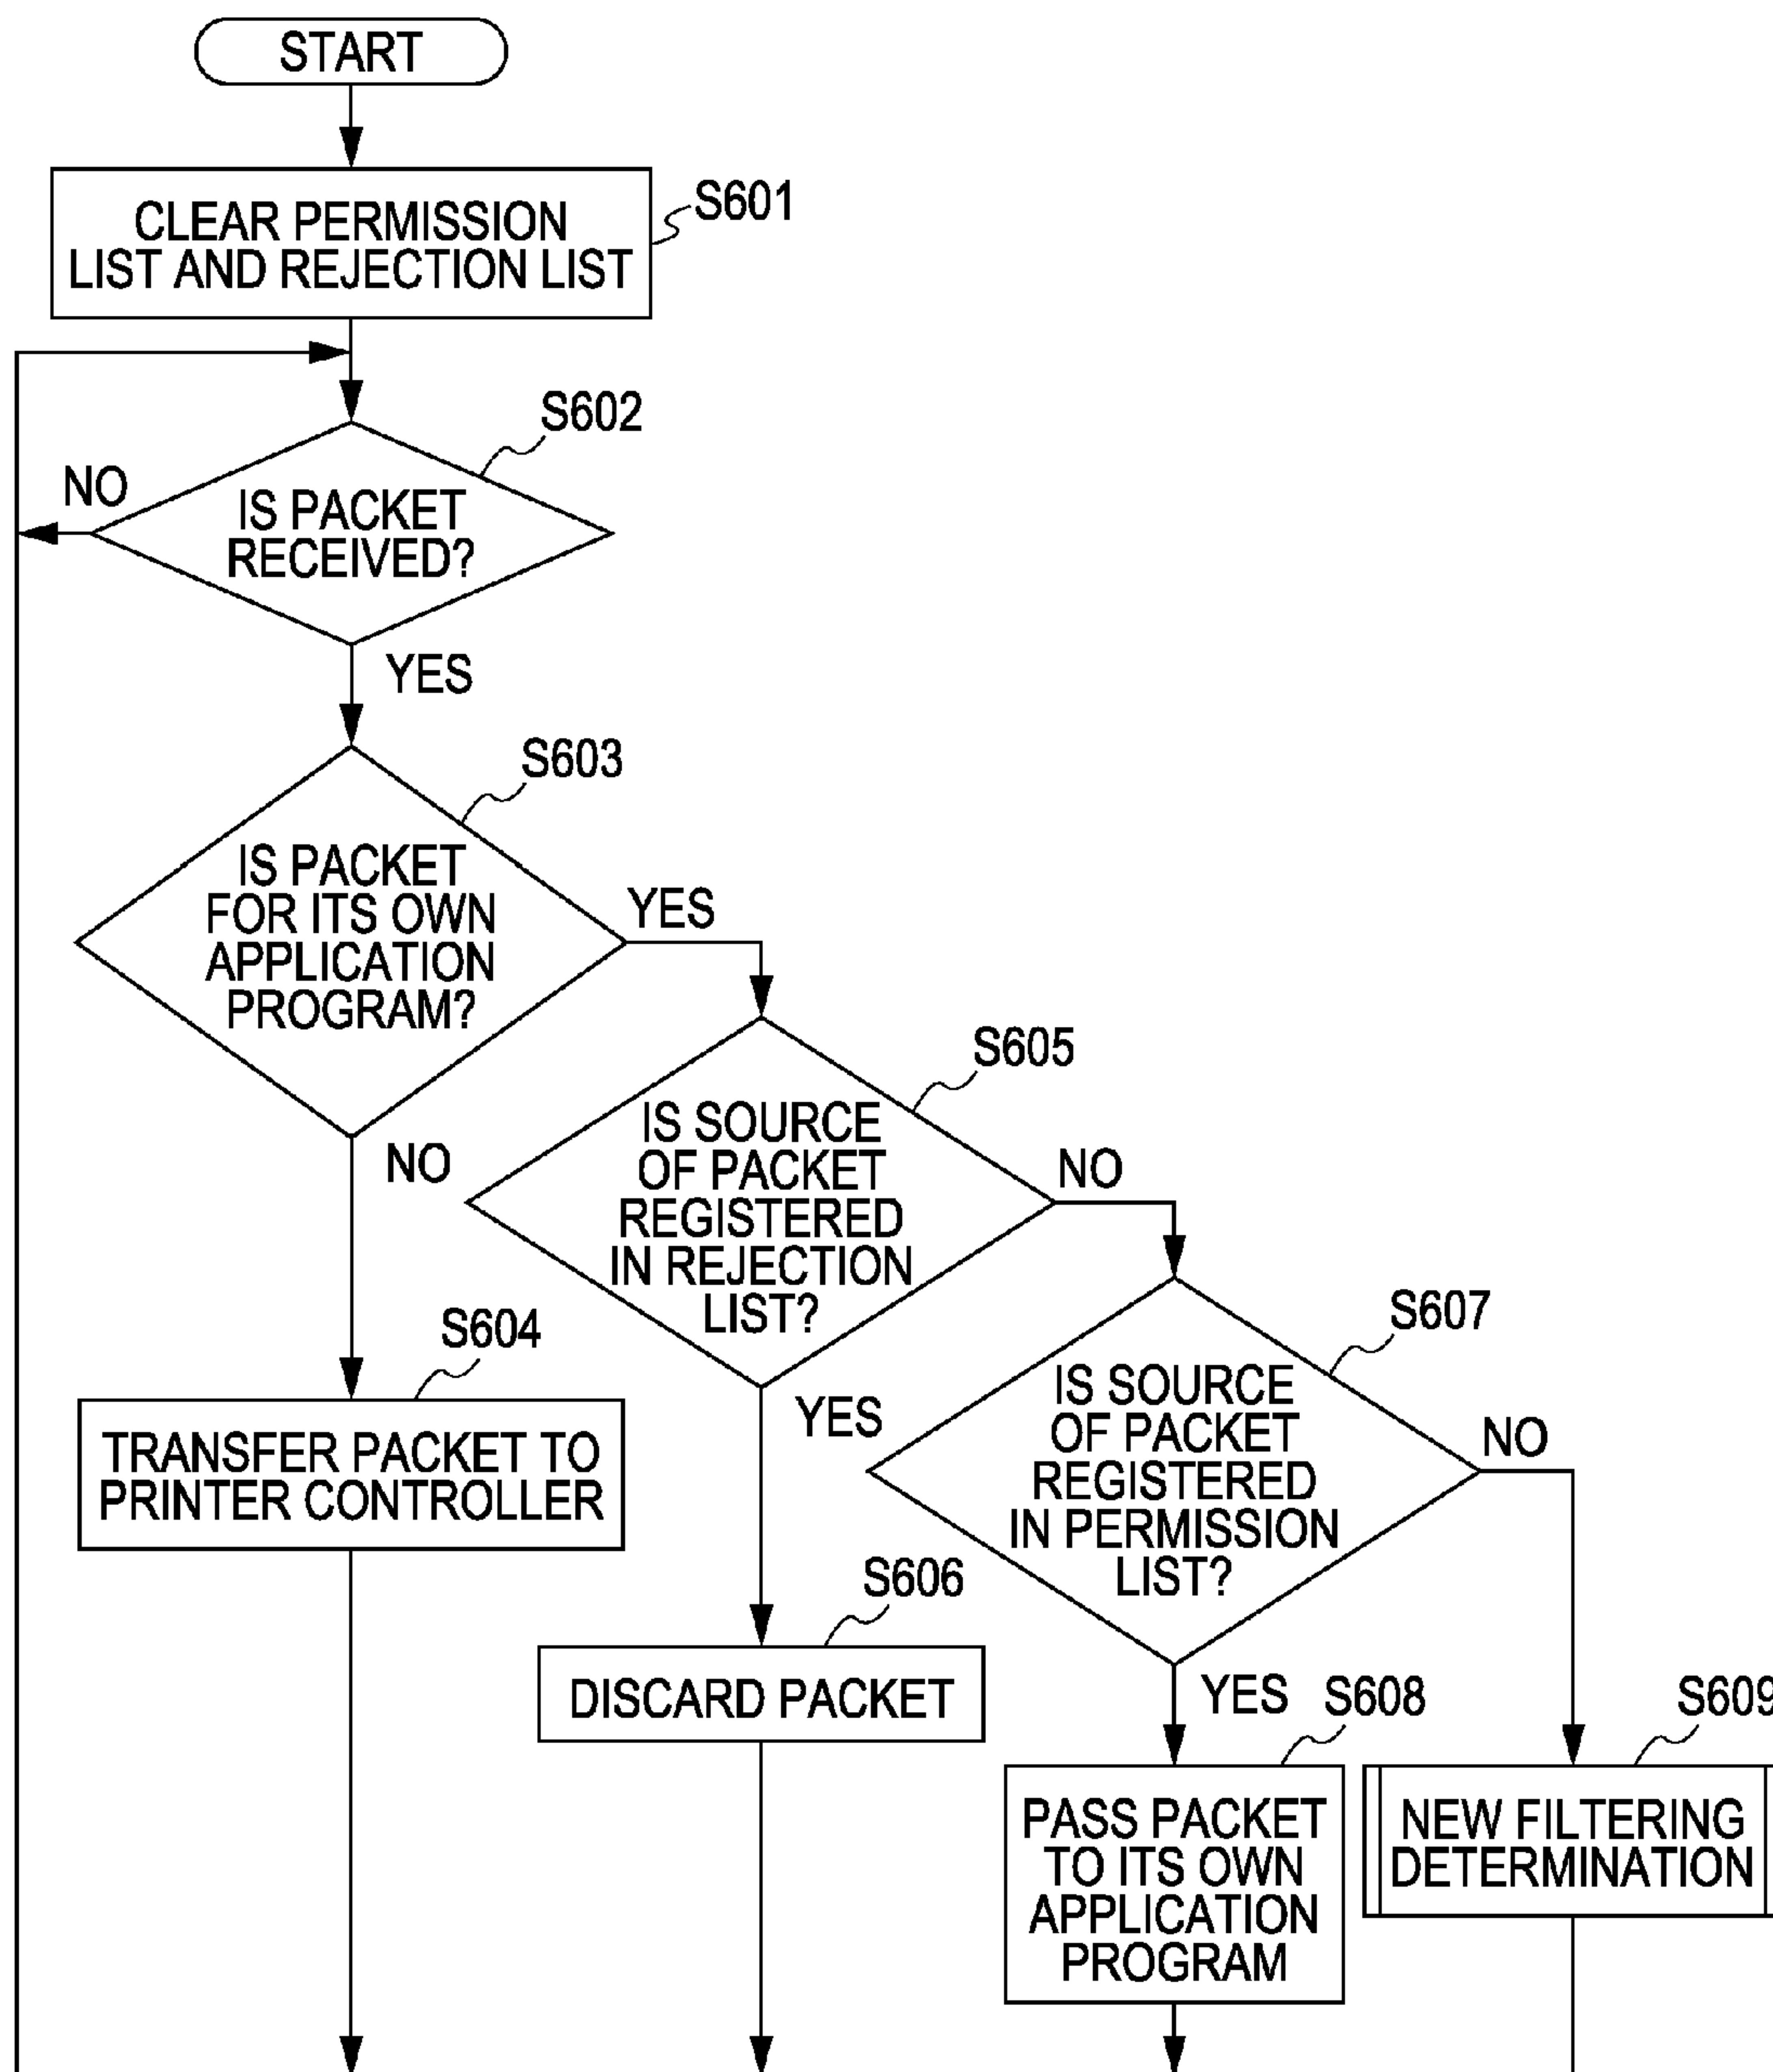 START
CLEAR PERMISSION
LIST AND REJECTION LIST
S601
S602
NO
IS PACKET
RECEIVED?
YES
S603
IS PACKET
FOR ITS OWN
APPLICATION
PROGRAM?
YES
NO
S605
IS SOURCE
OF PACKET
REGISTERED
IN REJECTION
LIST?
NO
YES
S604
TRANSFER PACKET TO
PRINTER CONTROLLER
S607
IS SOURCE
OF PACKET
REGISTERED
IN PERMISSION
LIST?
NO
YES
S606
DISCARD PACKET
S608
PASS PACKET
TO ITS OWN
APPLICATION
PROGRAM
S609
NEW FILTERING
DETERMINATION